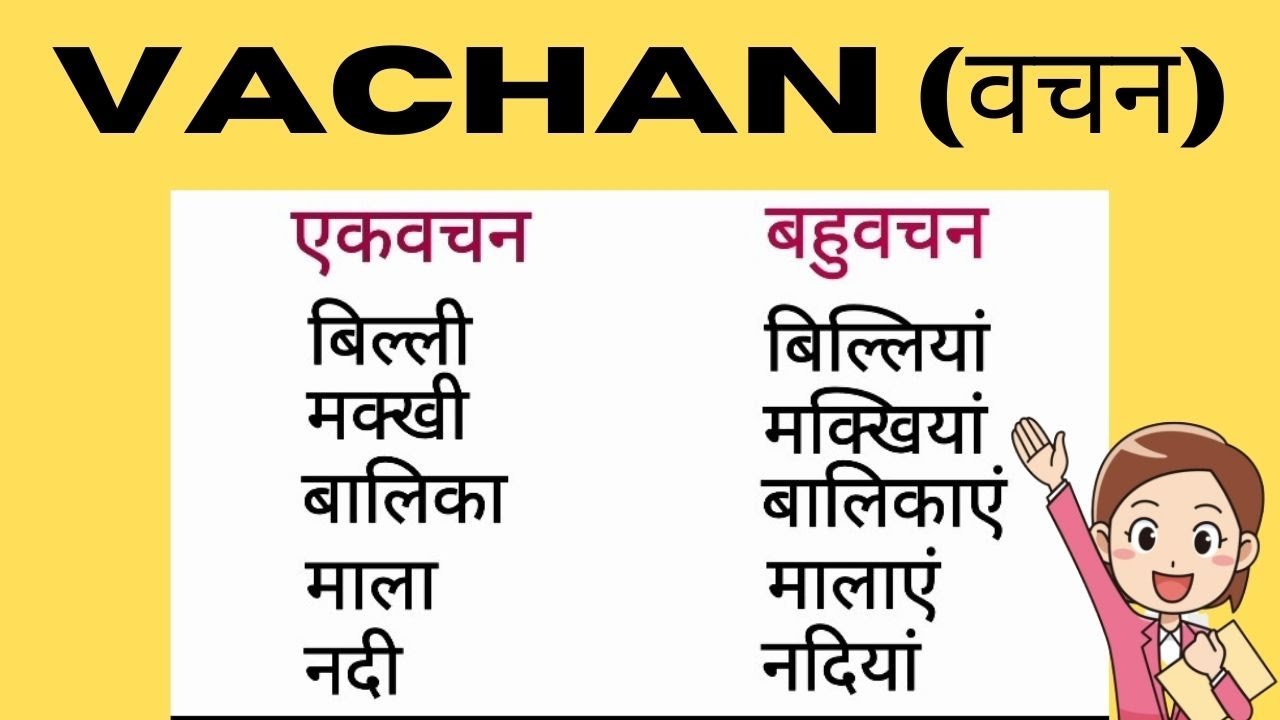 VACHAN (वचन)
एकवचन बहुवचन
बिल्ली बिल्लियां
मक्खी मक्खियां
बालिका बालिकाएं
माला मालाएं
नदी नदियां